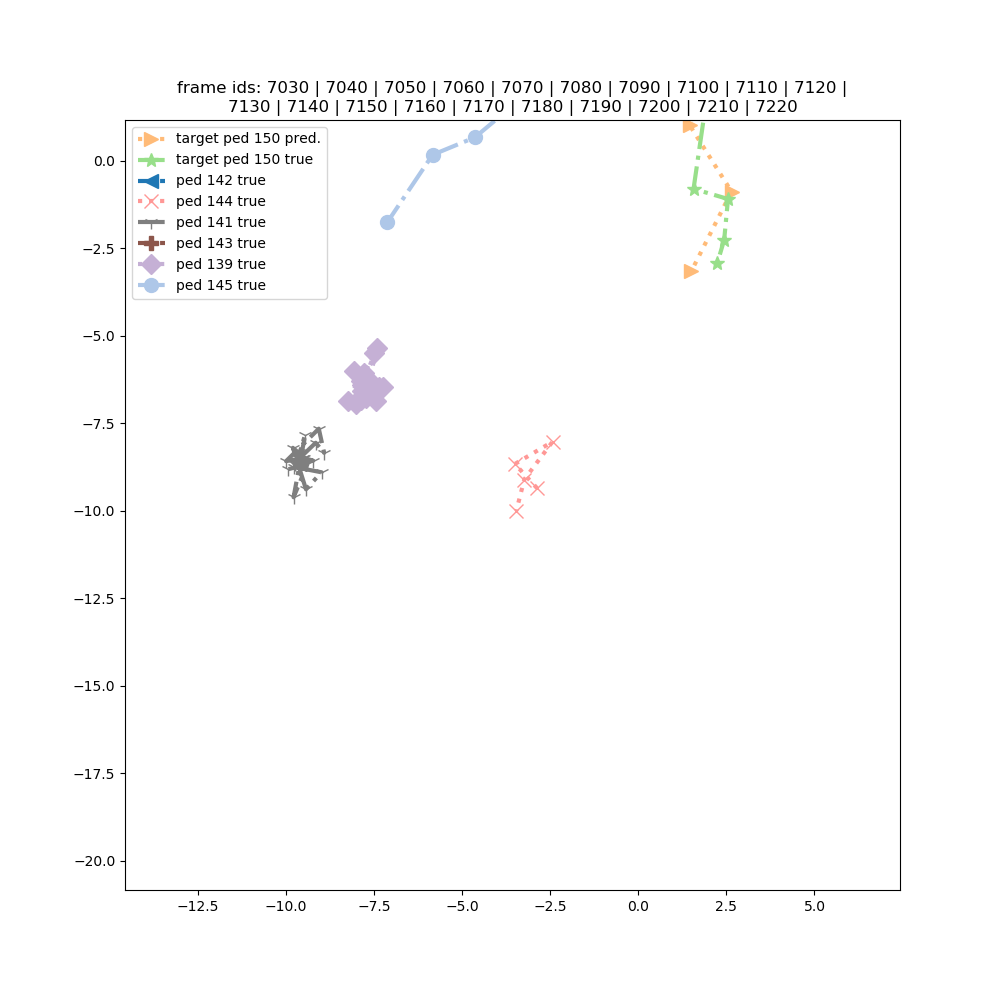 frame ids: 7030 | 7040 | 7050 | 7060 | 7070 | 7080 | 7090 | 7100 | 7110 | 7120 |
7130 | 7140 | 7150 | 7160 | 7170 | 7180 | 7190 | 7200 | 7210 | 7220
target ped 150 pred.
target ped 150 true
ped 142 true
ped 144 true
ped 141 true
ped 143 true
ped 139 true
ped 145 true
0.0
−2.5
−5.0
−7.5
−10.0
−12.5
−15.0
−17.5
−20.0
−12.5
−10.0
−7.5
−5.0
−2.5
0.0
2.5
5.0